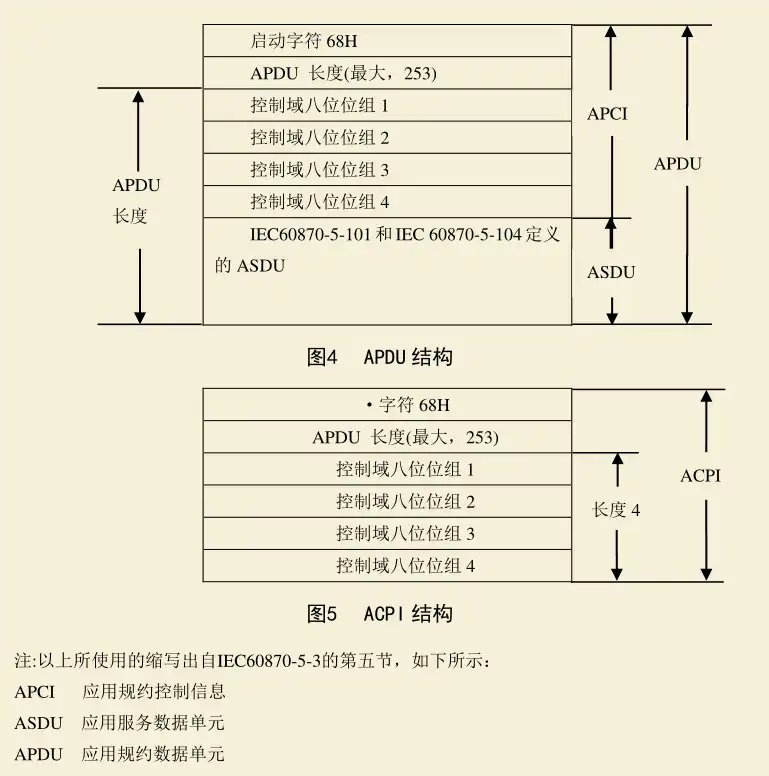 启动字符 68H
APDU 长度(最大，253)
控制域八位位组 1
控制域八位位组 2
控制域八位位组 3
控制域八位位组 4
IEC60870-5-101 和 IEC 60870-5-104 定义
的 ASDU
APDU
长度
APCI
ASDU
APDU
图4 APDU 结构
·字符 68H
APDU 长度(最大，253)
控制域八位位组 1
控制域八位位组 2
控制域八位位组 3
控制域八位位组 4
长度 4
ACPI
图5 ACPI 结构
注:以上所使用的缩写出自IEC60870-5-3的第五节，如下所示：
APCI 应用规约控制信息
ASDU 应用服务数据单元
APDU 应用规约数据单元